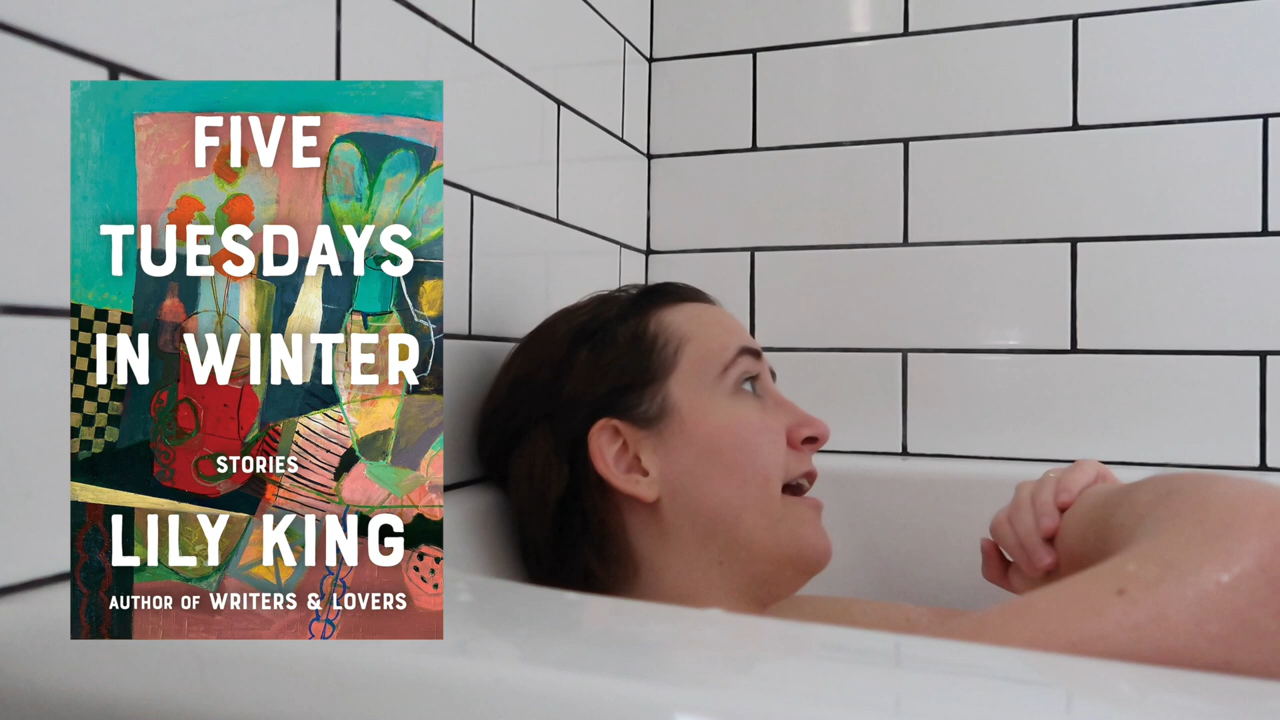 FIVE
TUESDAYS
IN WINTER
STORIES
LILY KING
AUTHOR OF WRITERS & LOVERS